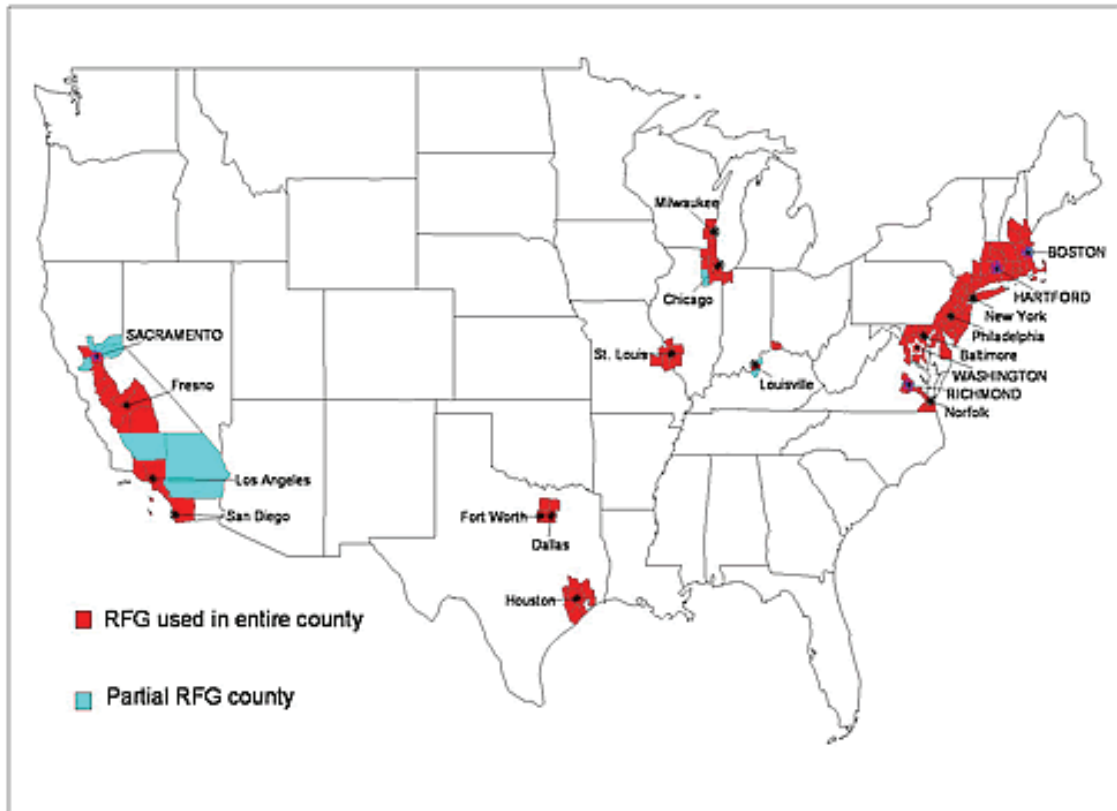 Milwaukee
BOSTON
Chicago
HARTFORD
New York
SACRAMENTO
Philadelphia
St. Louis
Baltimore
Louisville
WASHINGTON
Fresno
RICHMOND
Norfolk
Los Angeles
San Diego
Fort Worth
Dallas
Houston
RFG used in entire county
Partial RFG county